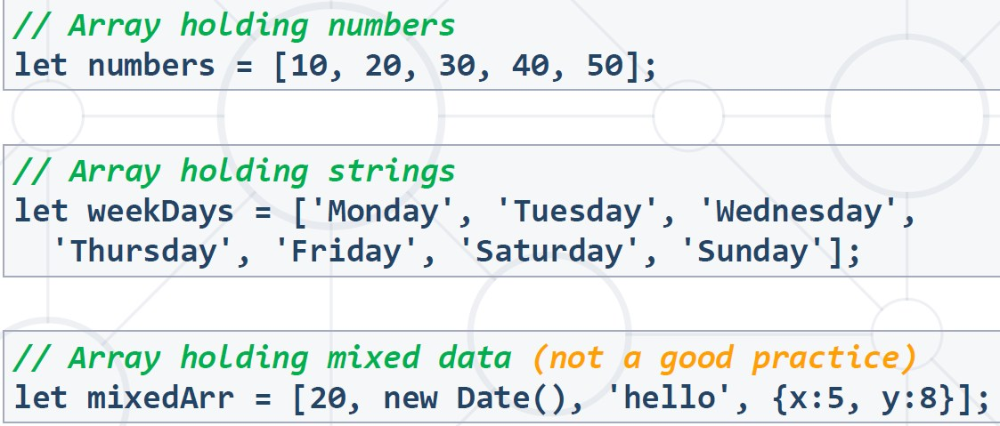 // Array holding numbers
let numbers = [10, 20, 30, 40, 50];
// Array holding strings
let weekDays = ['Monday', 'Tuesday', 'Wednesday',
'Thursday', 'Friday', 'Saturday', 'Sunday'];
// Array holding mixed data (not a good practice)
let mixedArr = [20, new Date(), 'hello', {x:5, y:8}];